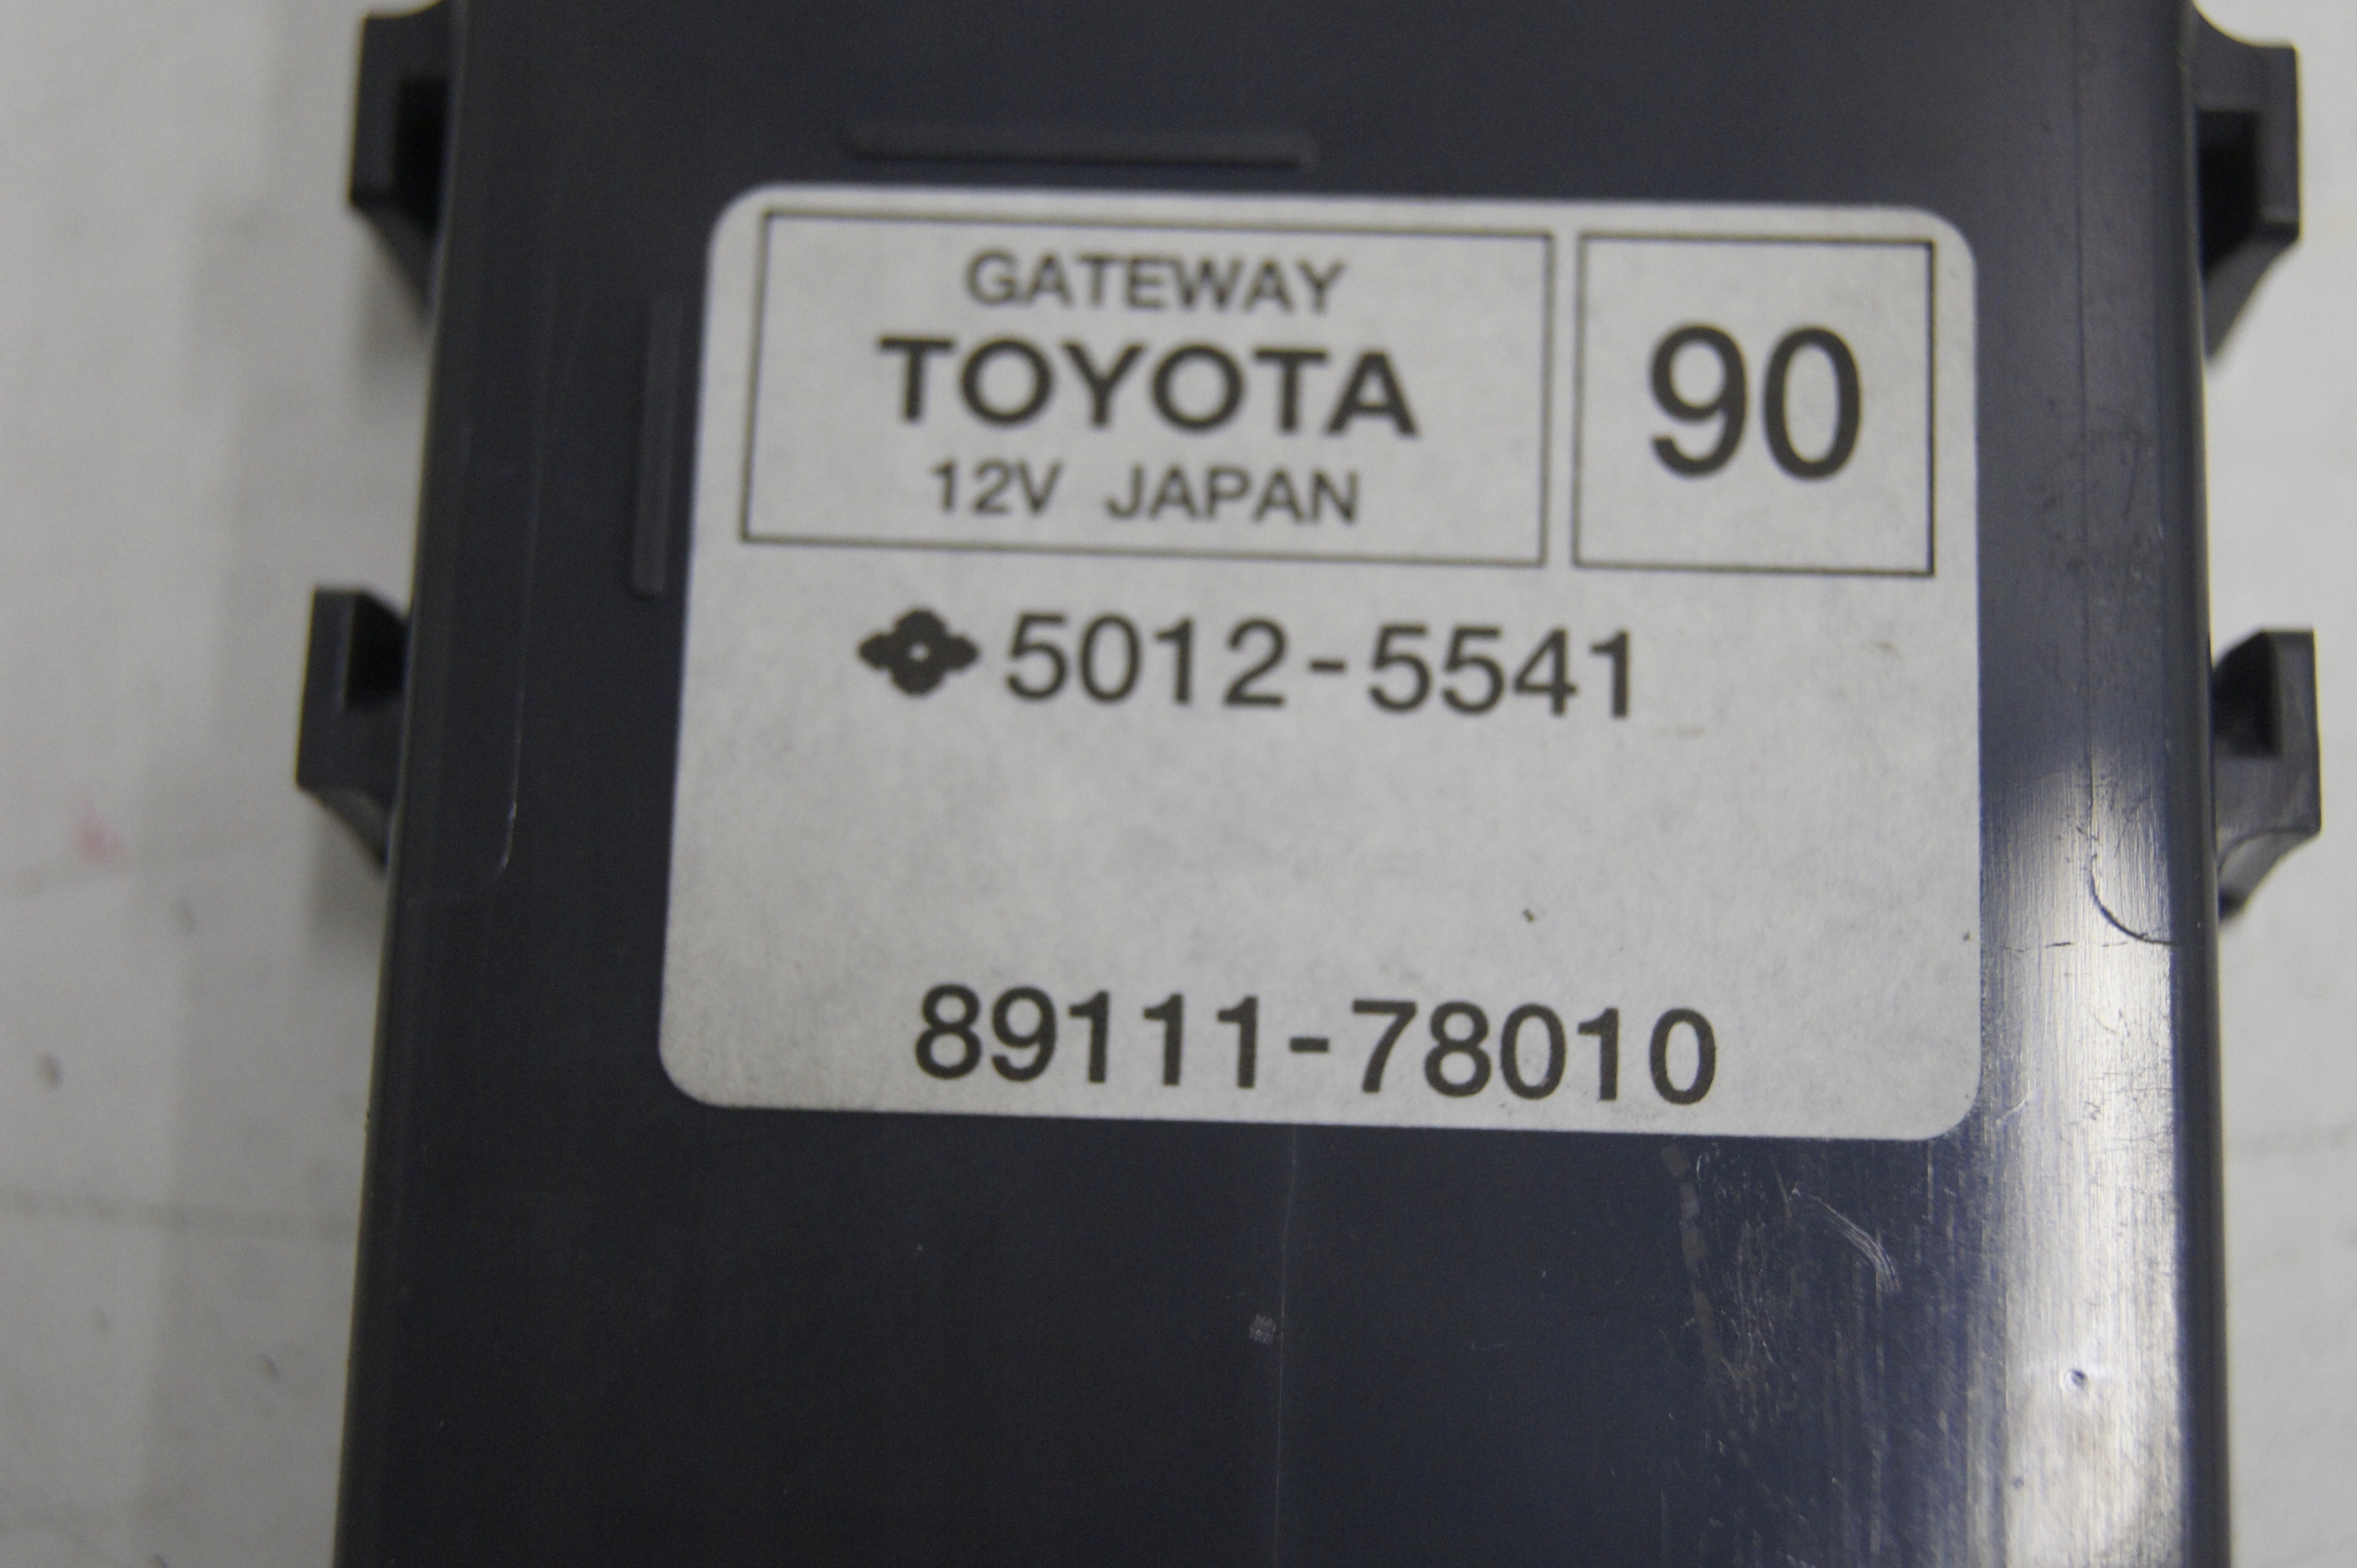 GATEWAY
TOYOTA
12V JAPAN
90
5012-5541
89111-78010